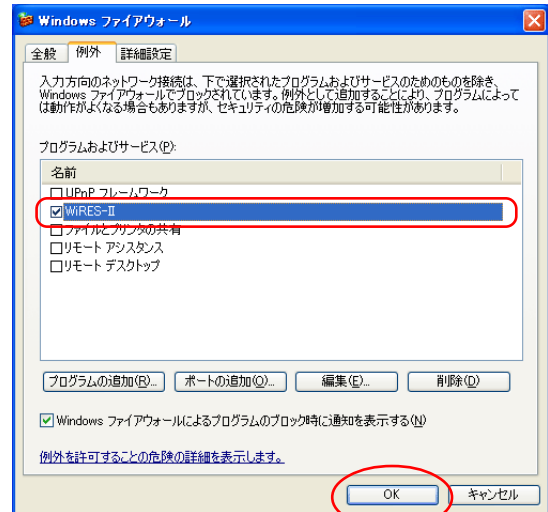 Windows ファイアウォール
全般 例外 詳細設定
入力方向のネットワーク接続は、下で選択されたプログラムおよびサービスのためのものを除き、
Windows ファイアウォールでブロックされています。例外として追加することにより、プログラムによって
は動作がよくなる場合もありますが、セキュリティの危険が増加する可能性があります。
プログラムおよびサービス(P):
名前
UPnP フレームワーク
WiRES-II
ファイルとプリンタの共有
リモート アシスタンス
リモート デスクトップ
プログラムの追加(R)... ポートの追加(O)... 編集(E)... 削除(D)
Windows ファイアウォールによるプログラムのブロック時に通知を表示する(N)
例外を許可することの危険の詳細を表示します。
OK キャンセル